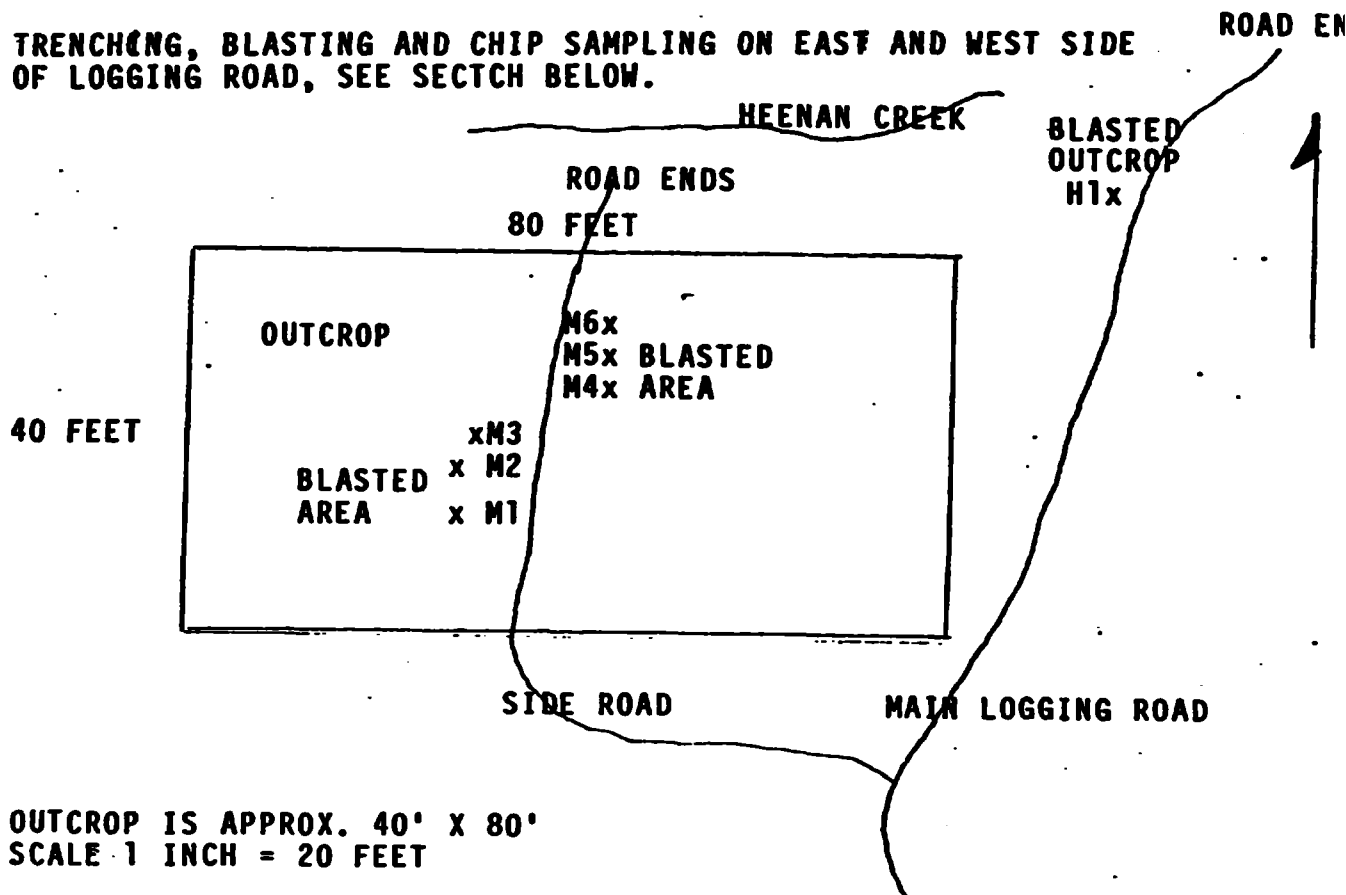 TRENCHING, BLASTING AND CHIP SAMPLING ON EAST AND WEST SIDE
OF LOGGING ROAD, SEE SECTCH BELOW.
ROAD EN
HEENAN CREEK
BLASTED
OUTCROP
H1x
ROAD ENDS
80 FEET
OUTCROP
M6x
M5x BLASTED
M4x AREA
40 FEET
xM3
x M2
BLASTED
AREA
x M1
SIDE ROAD
MAIN LOGGING ROAD
OUTCROP IS APPROX. 40' X 80'
SCALE 1 INCH = 20 FEET